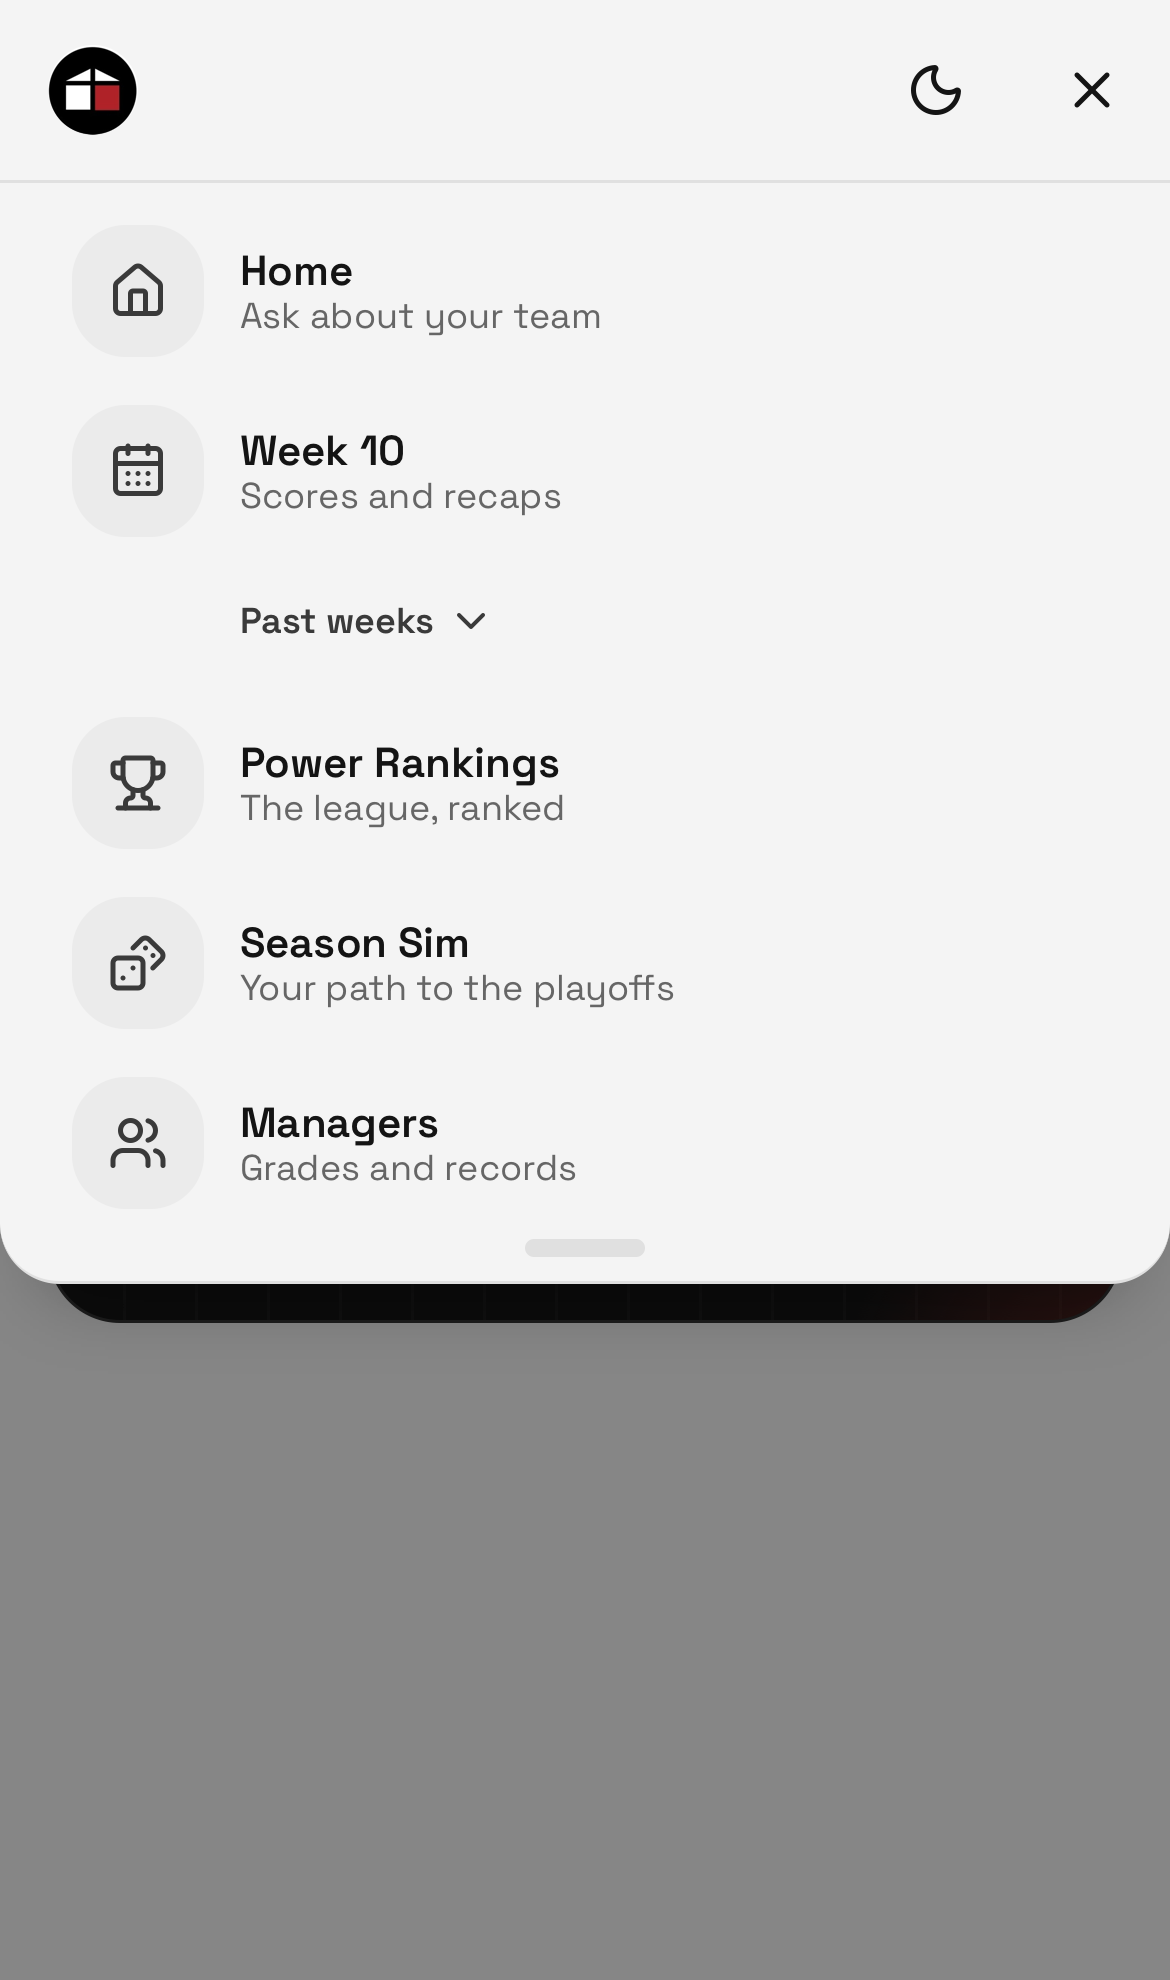 Home
Ask about your team
Week 10
Scores and recaps
Past weeks
Power Rankings
The league, ranked
Season Sim
Your path to the playoffs
Managers
Grades and records